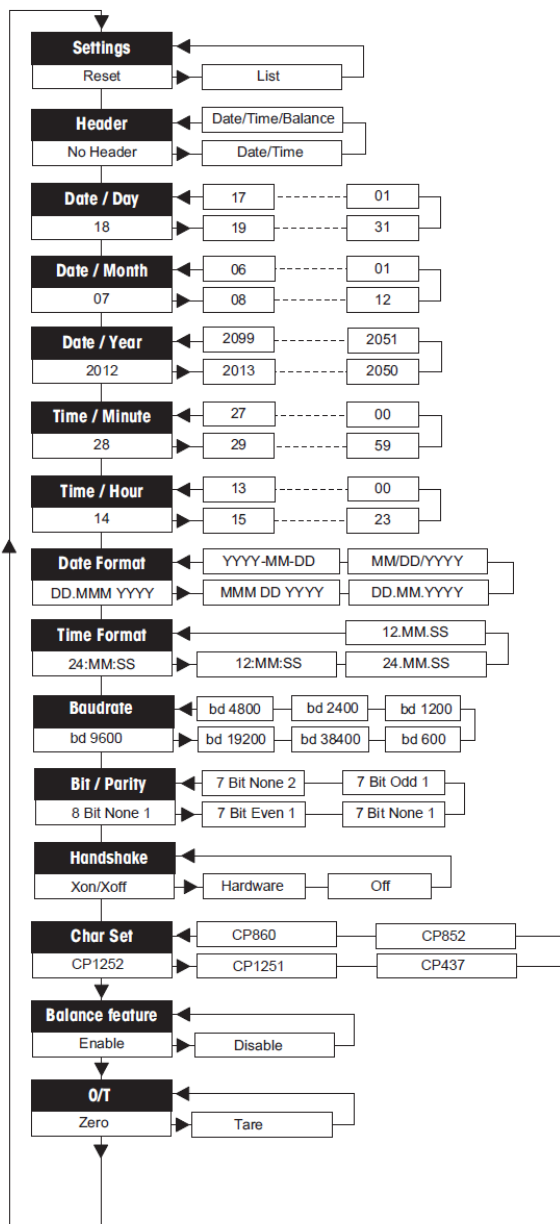 Settings
Reset List
Header Date/Time/Balance
No Header Date/Time
Date / Day 17 01
18 19 31
Date / Month 06 01
07 08 12
Date / Year 2099 2051
2012 2013 2050
Time / Minute 27 00
28 29 59
Time / Hour 13 00
14 15 23
Date Format YYYY-MM-DD MM/DD/YYYY
DD.MMM YYYY MMM DD YYYY DD.MM.YYYY
Time Format 12.MM.SS
24:MM:SS 12:MM:SS 24.MM.SS
Baudrate bd 4800 bd 2400 bd 1200
bd 9600 bd 19200 bd 38400 bd 600
Bit / Parity 7 Bit None 2 7 Bit Odd 1
8 Bit None 1 7 Bit Even 1 7 Bit None 1
Handshake
Xon/Xoff Hardware Off
Char Set CP860 CP852
CP1252 CP1251 CP437
Balance feature
Enable Disable
O/T
Zero Tare